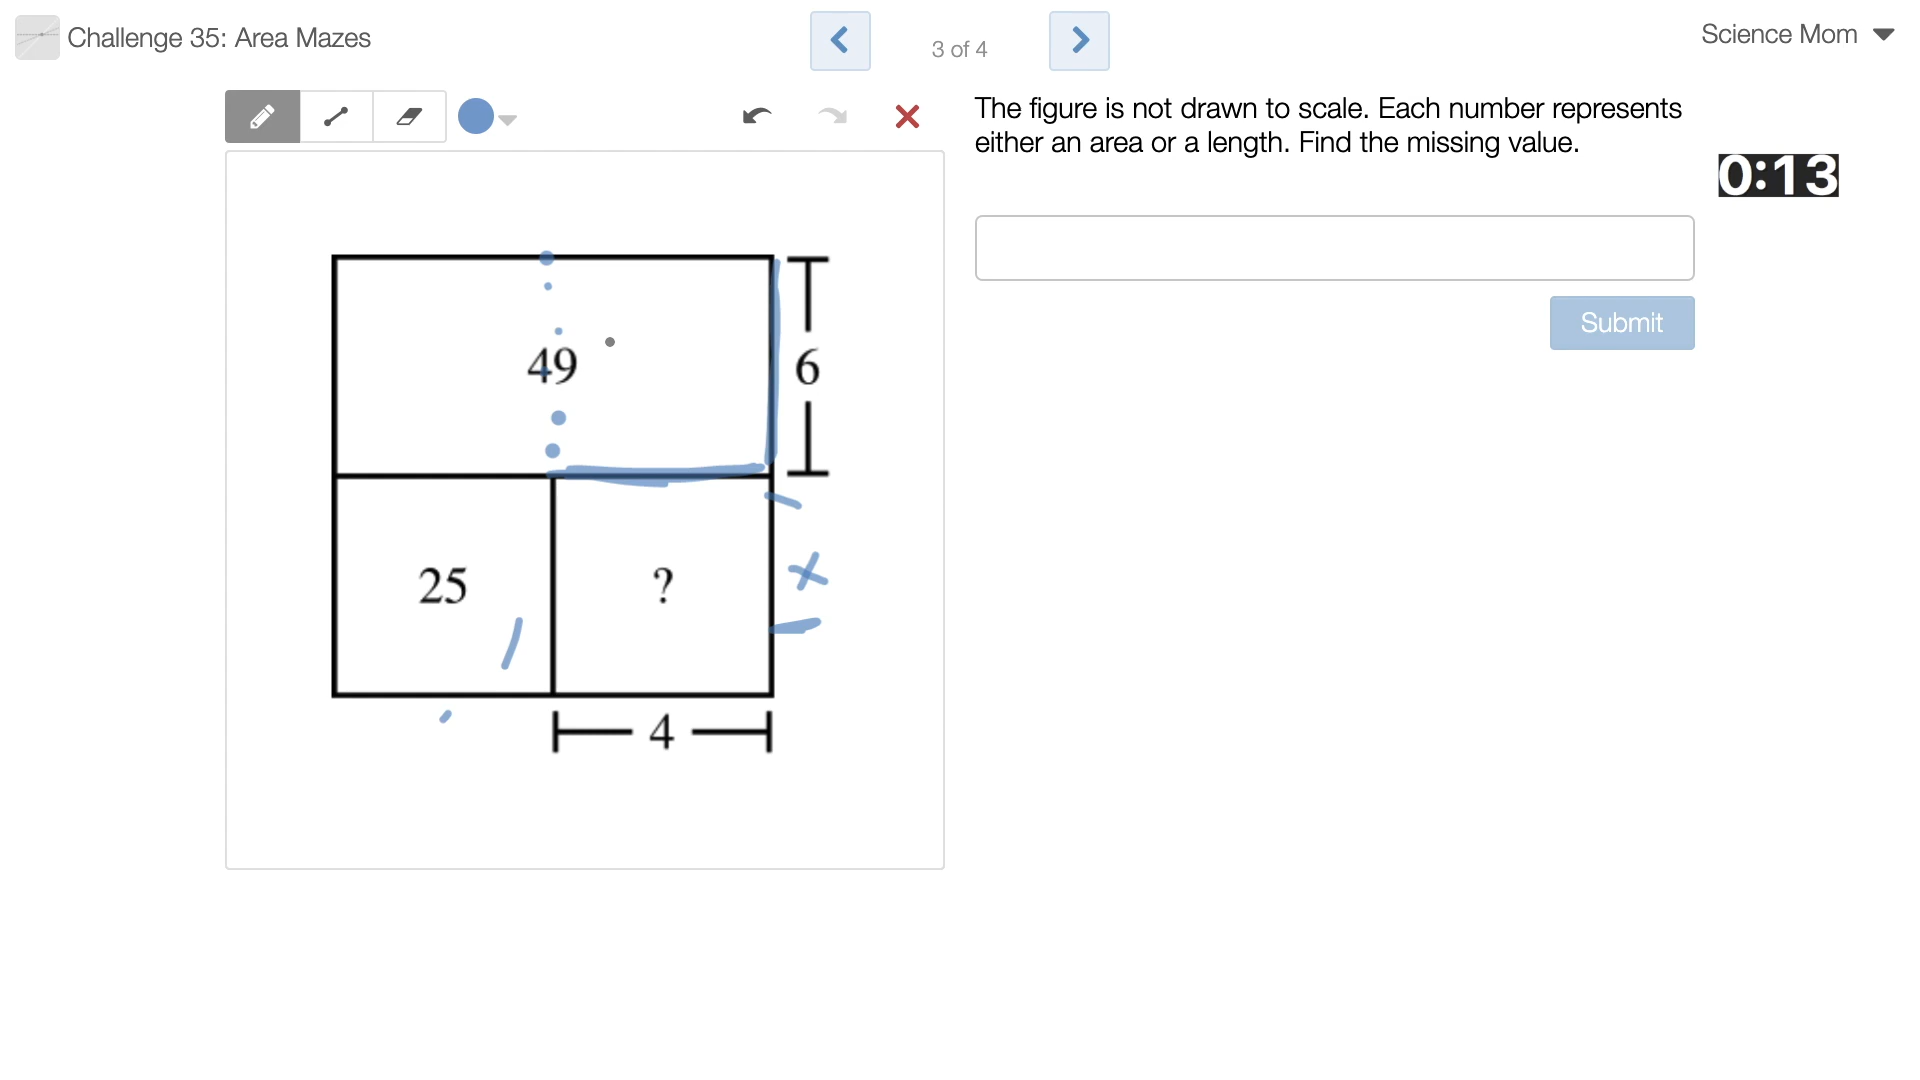 Challenge 35: Area Mazes
3 of 4
Science Mom
The figure is not drawn to scale. Each number represents
either an area or a length. Find the missing value.
0:13
49
6
Submit
25
?
x
4